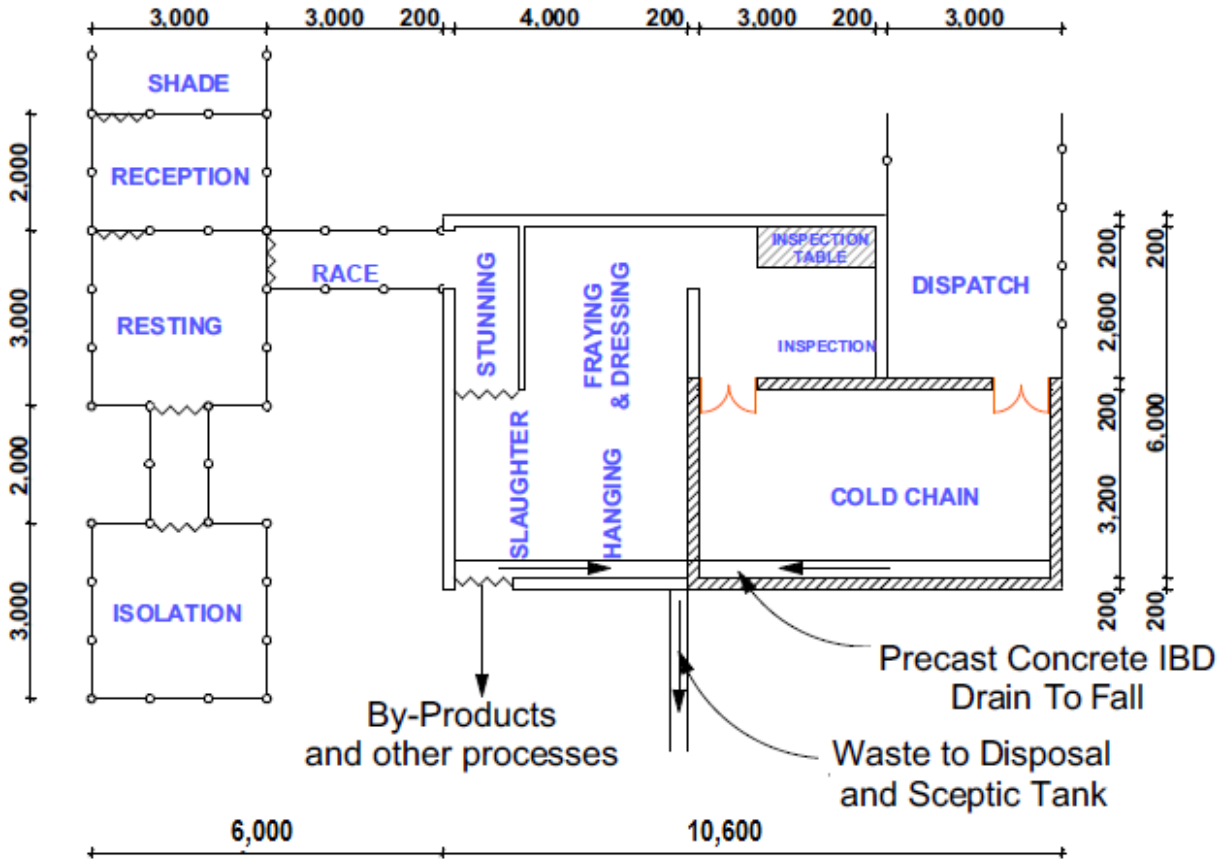 3,000 3,000 200 4,000 200 3,000 200 3,000
SHADE
RECEPTION
RACE
RESTING
ISOLATION
STUNNING
SLAUGHTER
FRAYING
& DRESSING
HANGING
INSPECTION
TABLE
INSPECTION
DISPATCH
COLD CHAIN
2,000
3,000
2,000
3,000
200
2,600
200
3,200
200
200
6,000
200
Precast Concrete IBD
Drain To Fall
By-Products
and other processes
Waste to Disposal
and Sceptic Tank
6,000 10,600